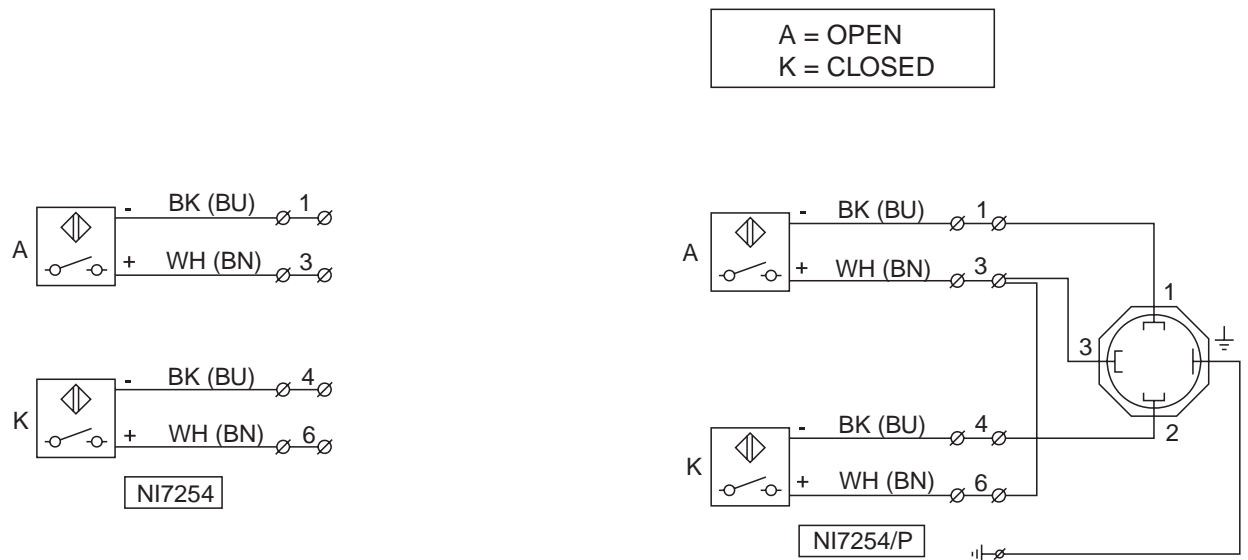 A = OPEN
K = CLOSED
A
- BK (BU) 1
+ WH (BN) 3
K
- BK (BU) 4
+ WH (BN) 6
NI7254
A
- BK (BU) 1
+ WH (BN) 3
K
- BK (BU) 4
+ WH (BN) 6
1
3
2
NI7254/P